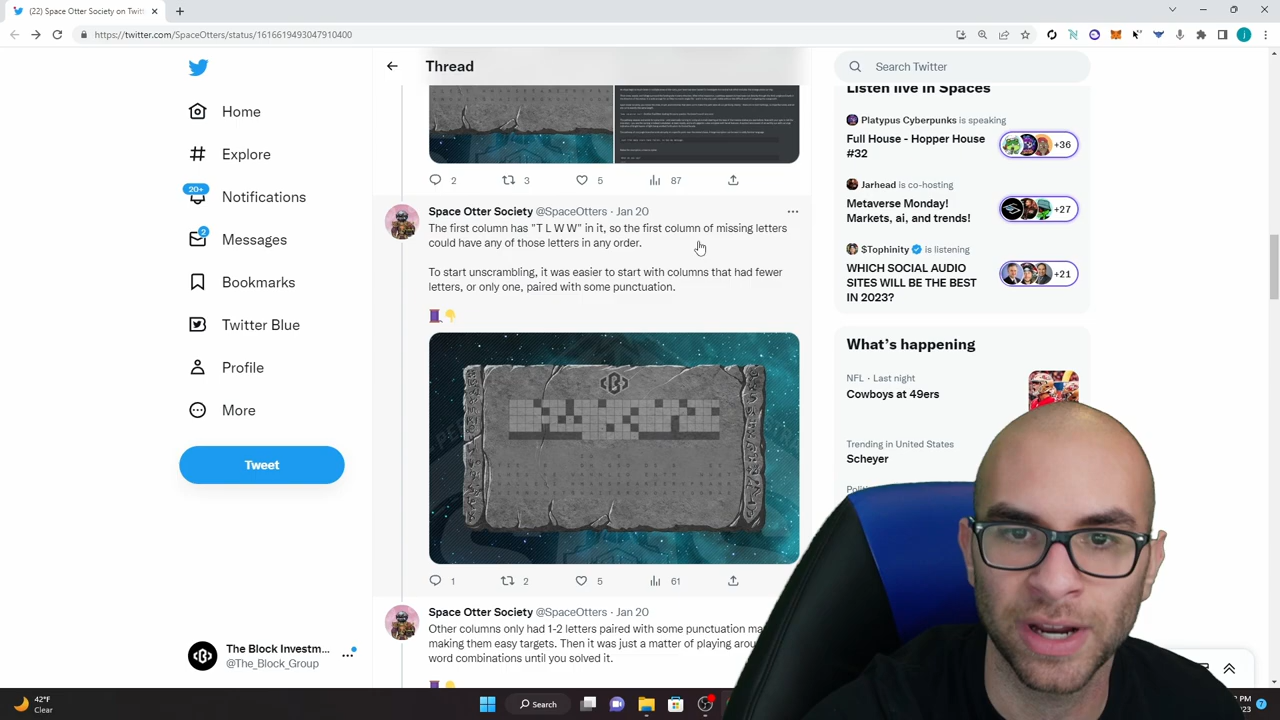 (22) Space Otter Society on Twitt
https://twitter.com/SpaceOtters/status/1616619493047910400
Thread
Search Twitter
Home
Explore
20+
Notifications
2
Messages
Bookmarks
Twitter Blue
Profile
More
Tweet
The Block Investm...
@The_Block_Group
2
3
5
87
Space Otter Society @SpaceOtters · Jan 20
The first column has "T L W W" in it, so the first column of missing letters
could have any of those letters in any order.
To start unscrambling, it was easier to start with columns that had fewer
letters, or only one, paired with some punctuation.
1
2
5
61
Space Otter Society @SpaceOtters · Jan 20
Other columns only had 1-2 letters paired with some punctuation
making them easy targets. Then it was just a matter of playing
word combinations until you solved it.
Listen live in Spaces
Platypus Cyberpunks is speaking
Full House - Hopper House
#32
+36
Jarhead is co-hosting
Metaverse Monday!
Markets, ai, and trends!
+27
$Tophinity is listening
WHICH SOCIAL AUDIO
SITES WILL BE THE BEST
IN 2023?
+21
What's happening
NFL · Last night
Cowboys at 49ers
Trending in United States
Scheyer
42°F
Clear
Search
7